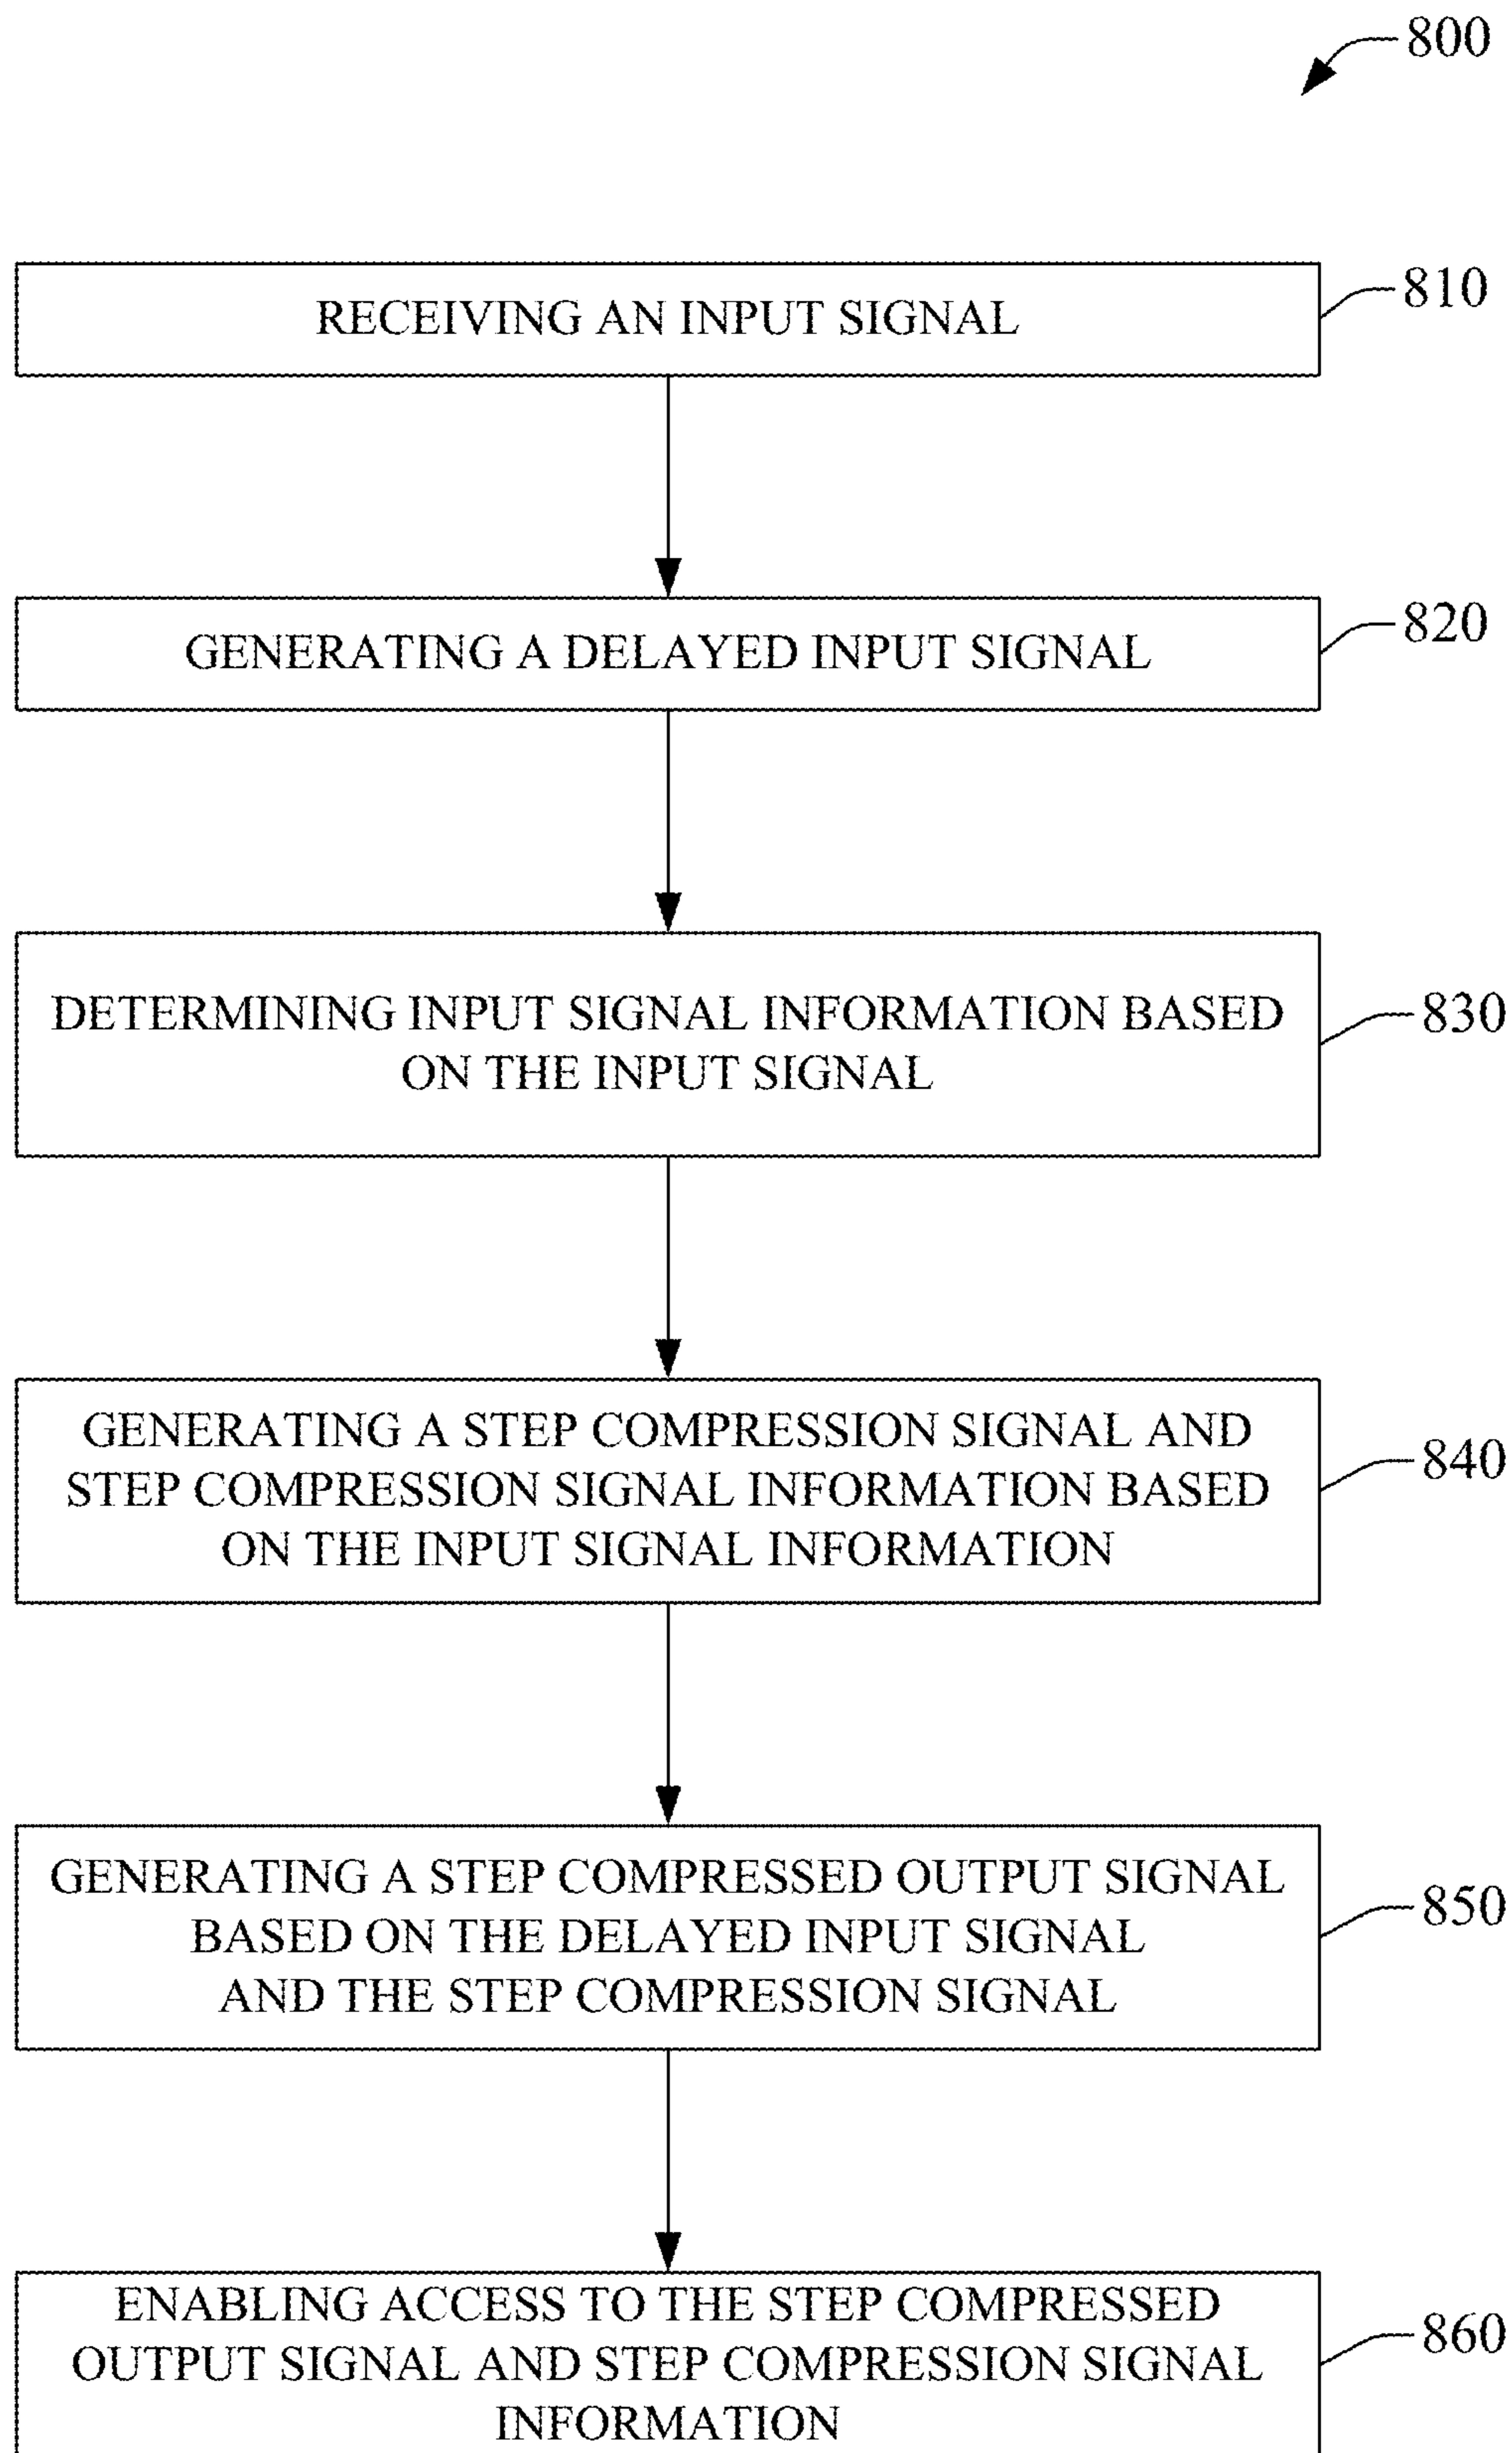 800
RECEIVING AN INPUT SIGNAL
810
GENERATING A DELAYED INPUT SIGNAL
820
DETERMINING INPUT SIGNAL INFORMATION BASED
ON THE INPUT SIGNAL
830
GENERATING A STEP COMPRESSION SIGNAL AND
STEP COMPRESSION SIGNAL INFORMATION BASED
ON THE INPUT SIGNAL INFORMATION
840
GENERATING A STEP COMPRESSED OUTPUT SIGNAL
BASED ON THE DELAYED INPUT SIGNAL
AND THE STEP COMPRESSION SIGNAL
850
ENABLING ACCESS TO THE STEP COMPRESSED
OUTPUT SIGNAL AND STEP COMPRESSION SIGNAL
INFORMATION
860